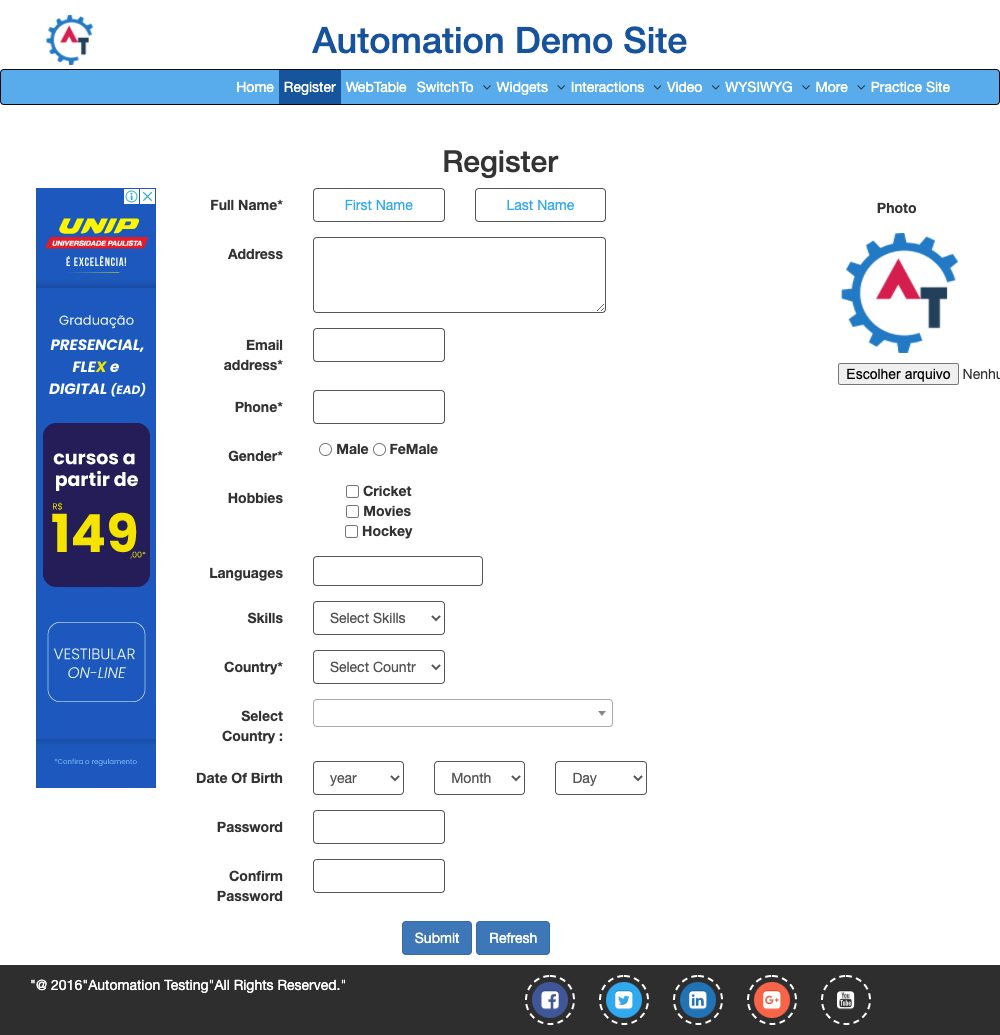 Automation Demo Site
Home Register WebTable SwitchTo Widgets Interactions Video WYSIWYG More Practice Site
Register
UNIP
UNIVERSIDADE PAULISTA
É EXCELÊNCIA!
Graduação
PRESENCIAL,
FLEX e
DIGITAL (EAD)
cursos a
partir de
R$
149
,00*
VESTIBULAR
ON-LINE
*Confira o regulamento
Full Name* First Name Last Name
Address
Email
address*
Phone*
Gender* Male FeMale
Hobbies Cricket
Movies
Hockey
Languages
Skills Select Skills
Country* Select Countr
Select
Country :
Date Of Birth year Month Day
Password
Confirm
Password
Submit Refresh
Photo
AT
Escolher arquivo Nenhu
"@ 2016"Automation Testing"All Rights Reserved."
You
Tube